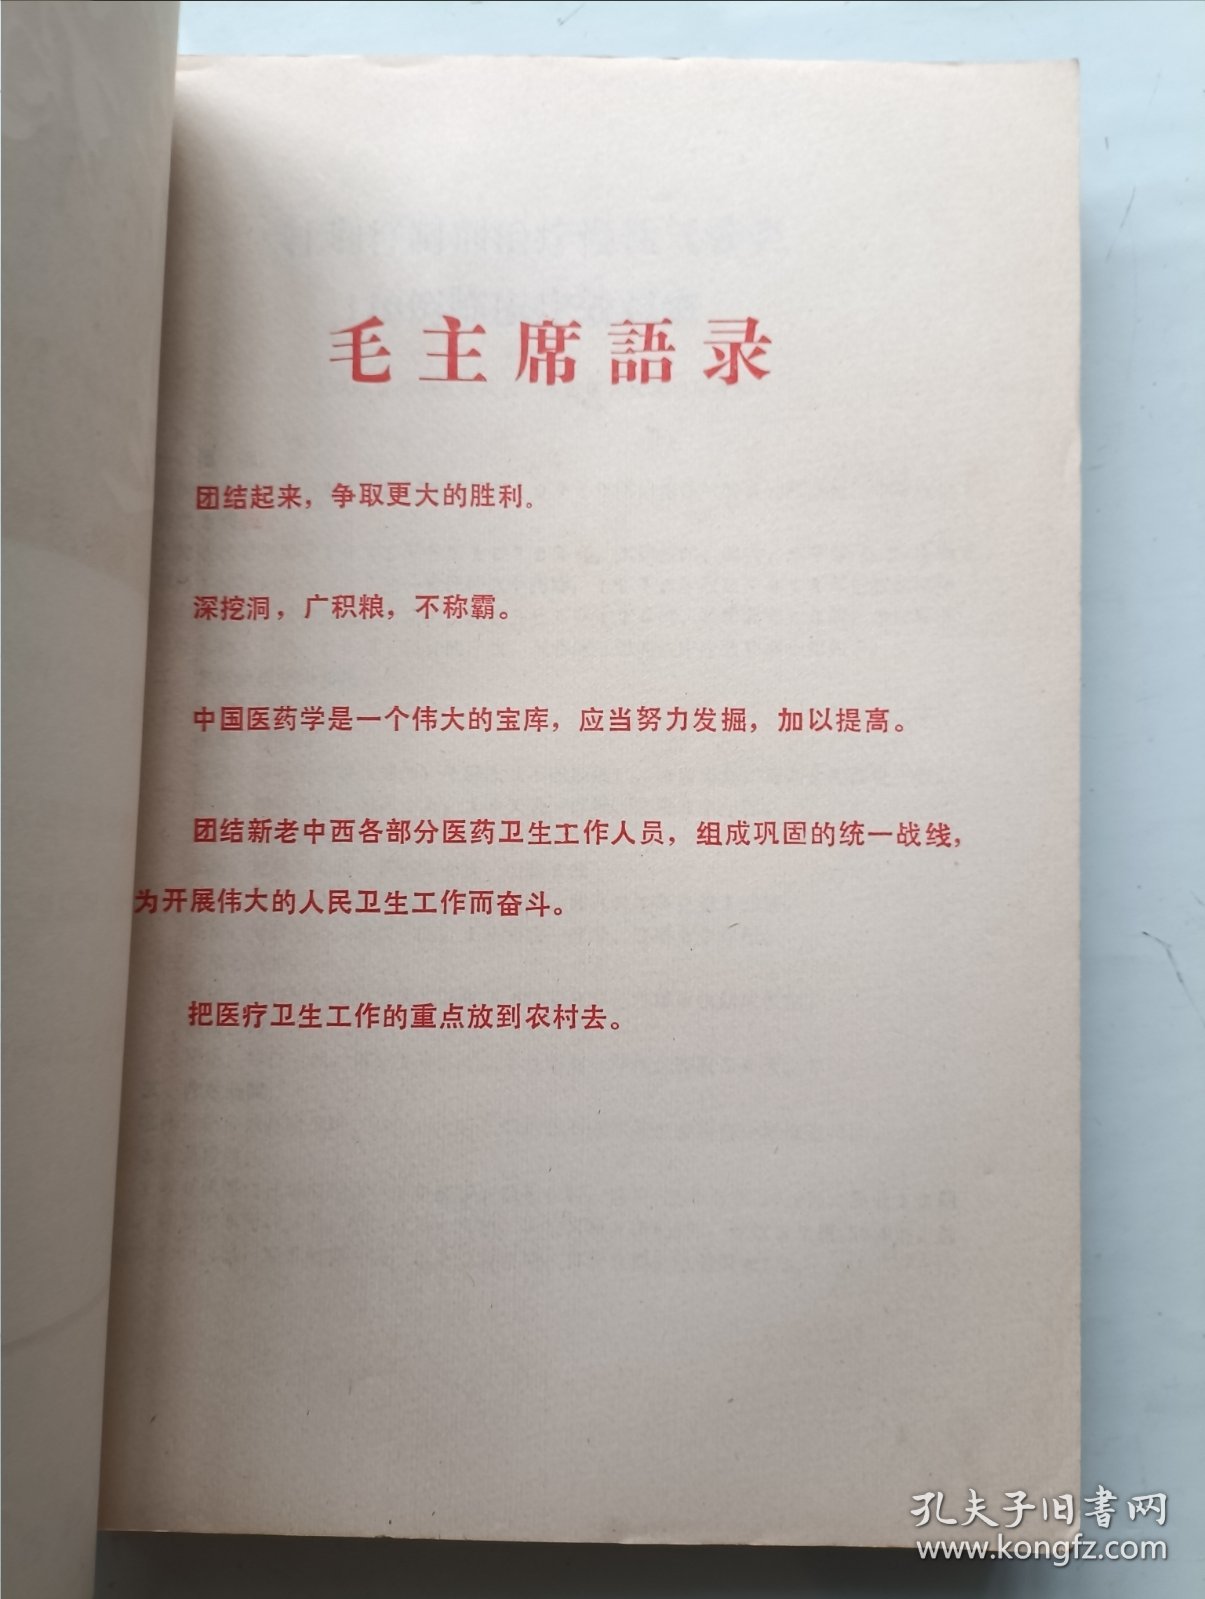 毛主席語录
团结起来，争取更大的胜利。
深挖洞，广积粮，不称霸。
中国医药学是一个伟大的宝库，应当努力发掘，加以提高。
团结新老中西各部分医药卫生工作人员，组成巩固的统一战线，
为开展伟大的人民卫生工作而奋斗。
把医疗卫生工作的重点放到农村去。
孔夫子旧書网
www.kongfz.com